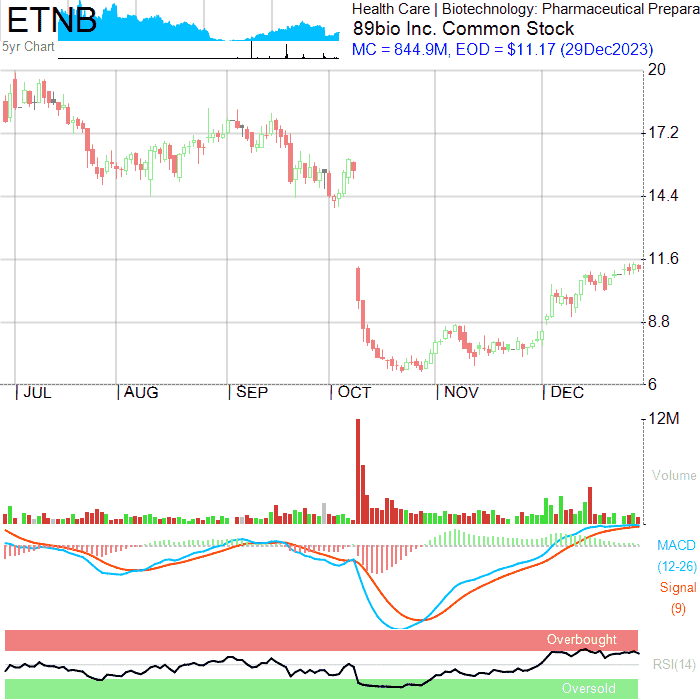 ETNB
5yr Chart
Health Care | Biotechnology: Pharmaceutical Prepara
89bio Inc. Common Stock
MC = 844.9M, EOD = $11.17 (29Dec2023)
20
17.2
14.4
11.6
8.8
6
|JUL |AUG |SEP |OCT |NOV |DEC
12M
Volume
MACD
(12-26)
Signal
(9)
Overbought
RSI(14)
Oversold